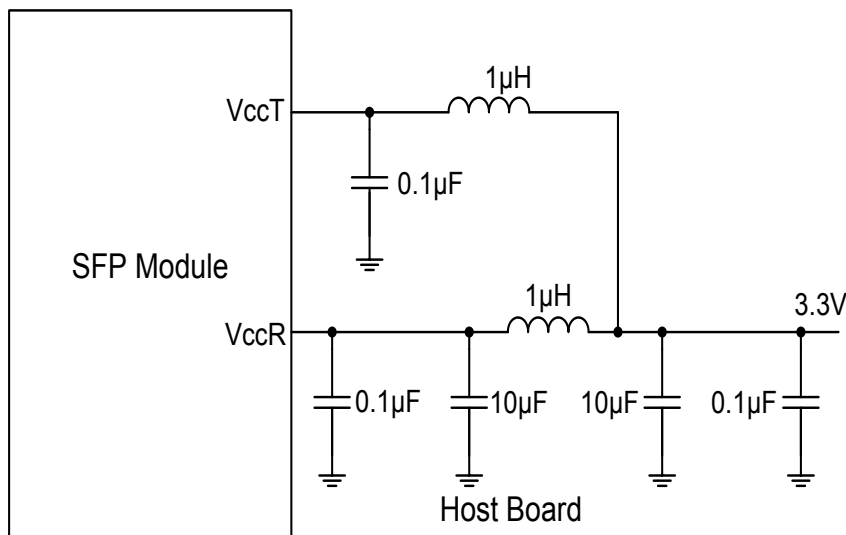 1µH
VccT
0.1µF
SFP Module
1µH
3.3V
VccR
0.1µF
10µF
10µF
0.1µF
Host Board